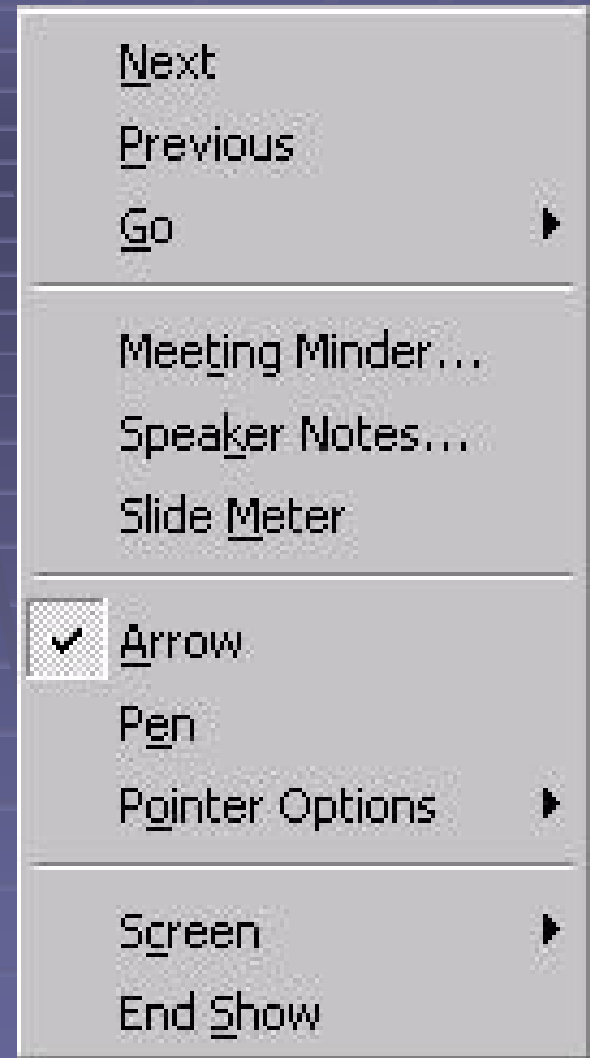 Next
Previous
Go
Meeting Minder...
Speaker Notes...
Slide Meter
Arrow
Pen
Pointer Options
Screen
End Show